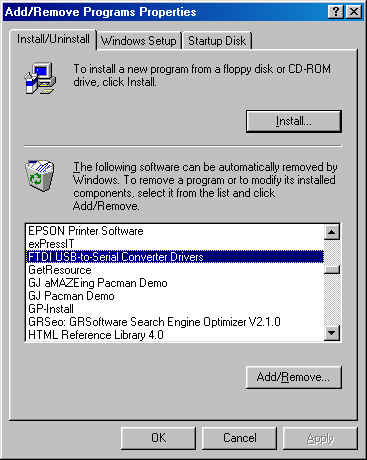 Add/Remove Programs Properties
Install/Uninstall
Windows Setup
Startup Disk
To install a new program from a floppy disk or CD-ROM
drive, click Install.
Install...
The following software can be automatically removed by
Windows. To remove a program or to modify its installed
components, select it from the list and click
Add/Remove.
EPSON Printer Software
exPressIT
FTDI USB-to-Serial Converter Drivers
GetResource
GJ aMAZEing Pacman Demo
GJ Pacman Demo
GP-Install
GRSeo: GRSoftware Search Engine Optimizer V2.1.0
HTML Reference Library 4.0
Add/Remove...
OK
Cancel
Apply